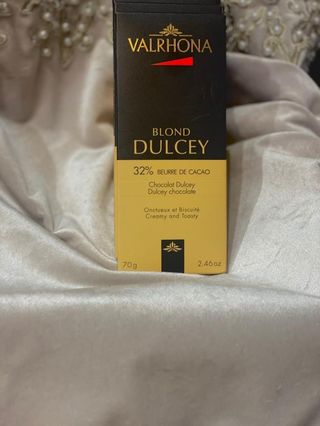 VALRHONA
BLOND
DULCEY
32% BEURRE DE CACAO
Chocolat Dulcey
Dulcey chocolate
Onctueux et Biscuité
Creamy and Toasty
70g 2.46oz